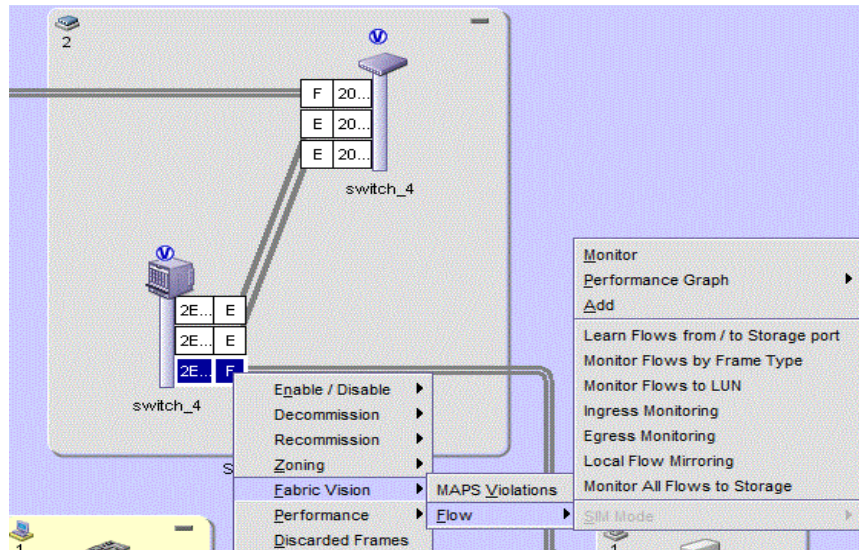 2
V
F 20...
E 20...
E 20...
switch_4
V
2E... E
2E... E
2E... F
switch_4
S
Enable / Disable
Decommission
Recommission
Zoning
Fabric Vision
Performance
Discarded Frames
MAPS Violations
Flow
Monitor
Performance Graph
Add
Learn Flows from / to Storage port
Monitor Flows by Frame Type
Monitor Flows to LUN
Ingress Monitoring
Egress Monitoring
Local Flow Mirroring
Monitor All Flows to Storage
SIM Mode
1
1